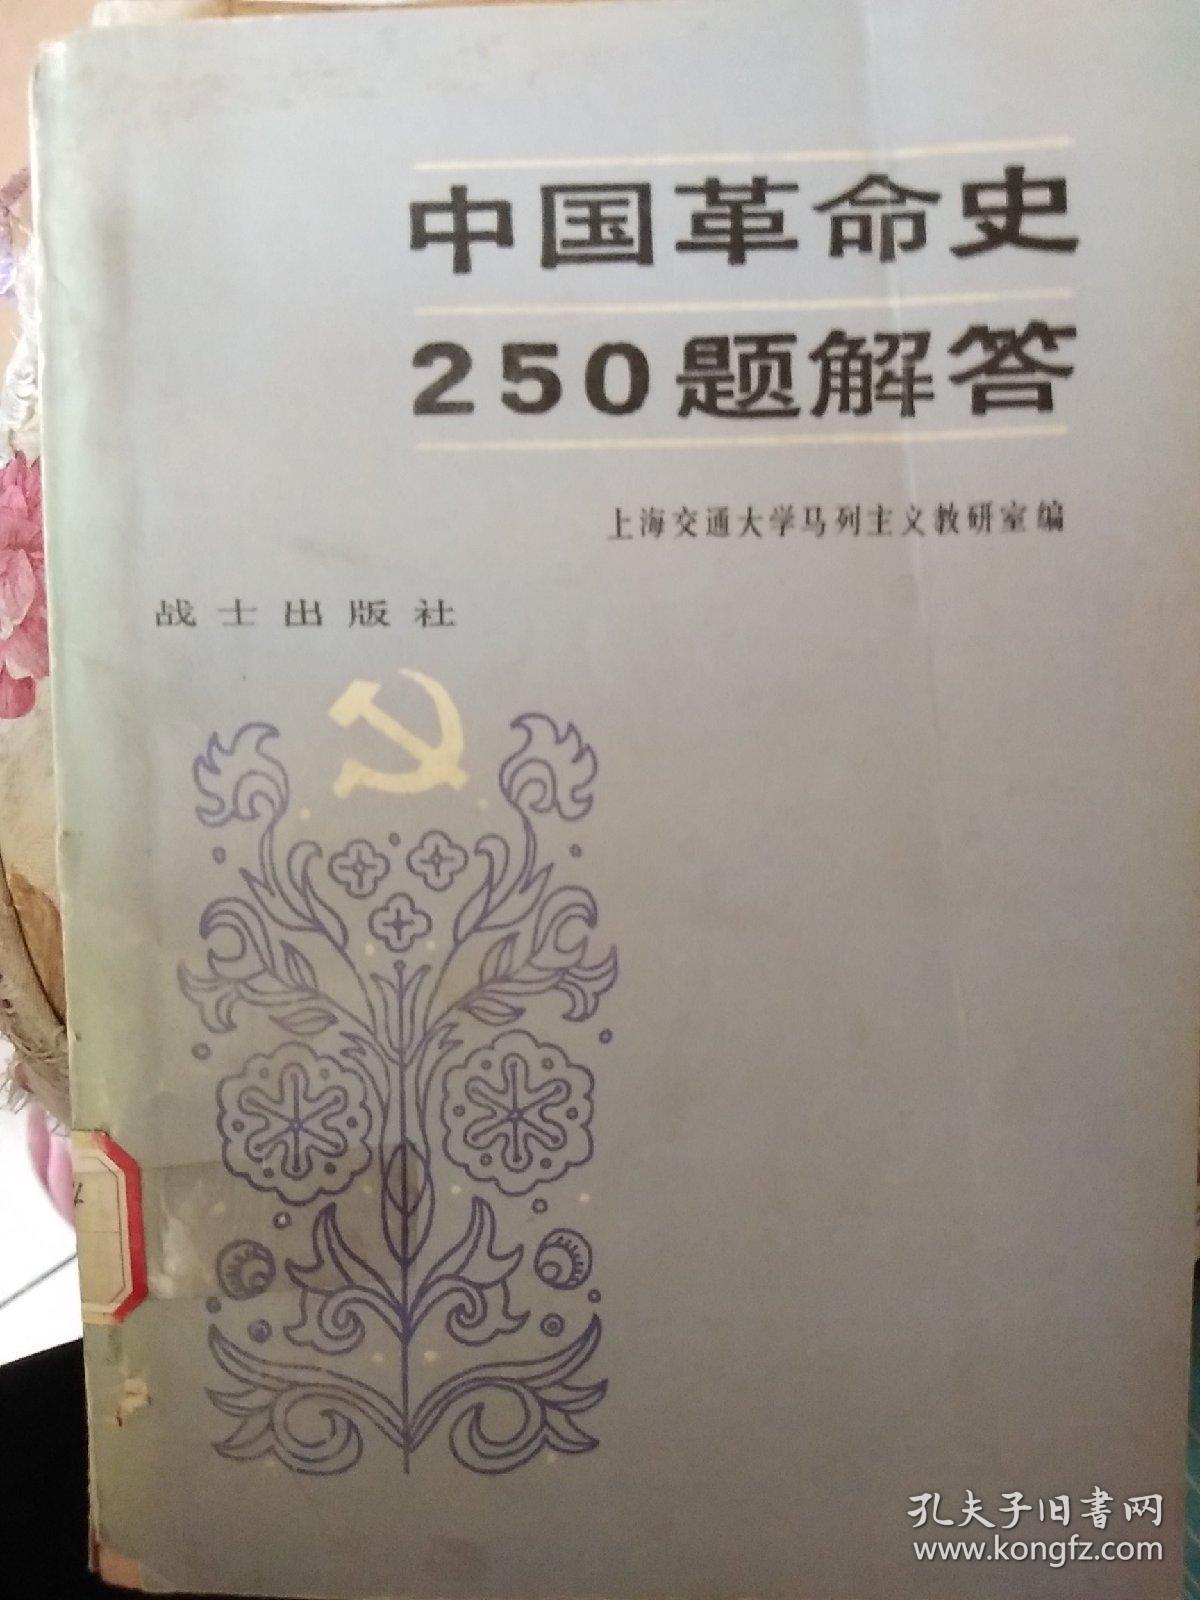 中国革命史
250题解答
上海交通大学马列主义教研室编
战士出版社
孔夫子旧书网
www.kongfz.com